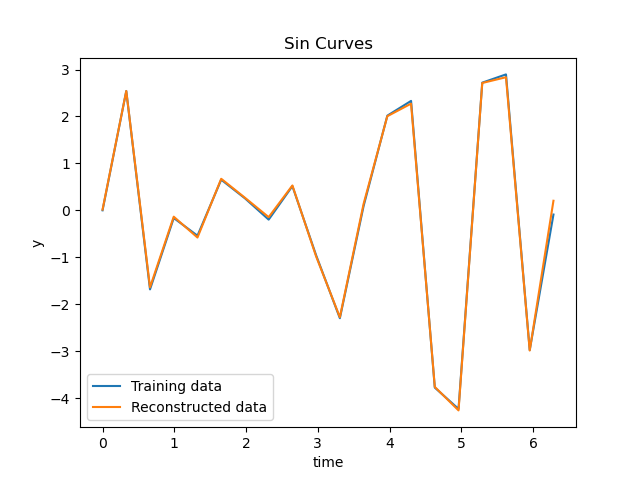 Sin Curves
3
2
1
0
−1
−2
−3
−4
y
0 1 2 3 4 5 6
time
Training data
Reconstructed data